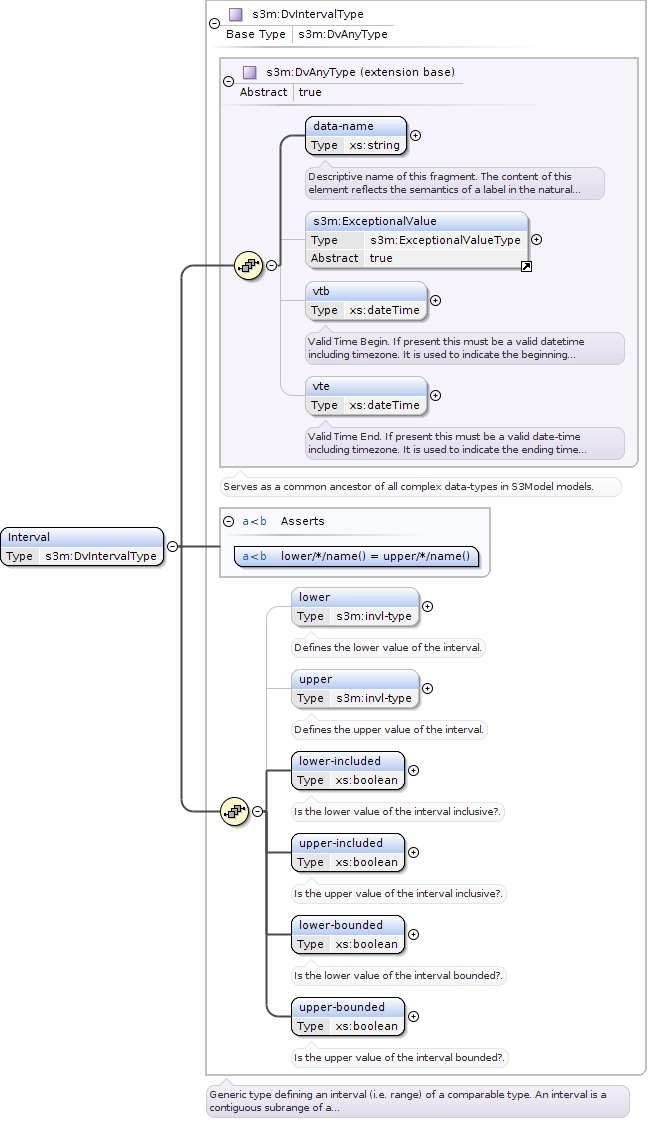 s3m:DvIntervalType
Base Type s3m:DvAnyType
s3m:DvAnyType (extension base)
Abstract true
data-name
Type xs:string
Descriptive name of this fragment. The content of this
element reflects the semantics of a label in the natural...
s3m:ExceptionalValue
Type s3m:ExceptionalValueType
Abstract true
vtb
Type xs:dateTime
Valid Time Begin. If present this must be a valid datetime
including timezone. It is used to indicate the beginning...
vte
Type xs:dateTime
Valid Time End. If present this must be a valid date-time
including timezone. It is used to indicate the ending time...
Serves as a common ancestor of all complex data-types in S3Model models.
a<b Asserts
a<b lower/*/name() = upper/*/name()
Interval
Type s3m:DvIntervalType
lower
Type s3m:invl-type
Defines the lower value of the interval.
upper
Type s3m:invl-type
Defines the upper value of the interval.
lower-included
Type xs:boolean
Is the lower value of the interval inclusive?.
upper-included
Type xs:boolean
Is the upper value of the interval inclusive?.
lower-bounded
Type xs:boolean
Is the lower value of the interval bounded?.
upper-bounded
Type xs:boolean
Is the upper value of the interval bounded?.
Generic type defining an interval (i.e. range) of a comparable type. An interval is a
contiguous subrange of a...